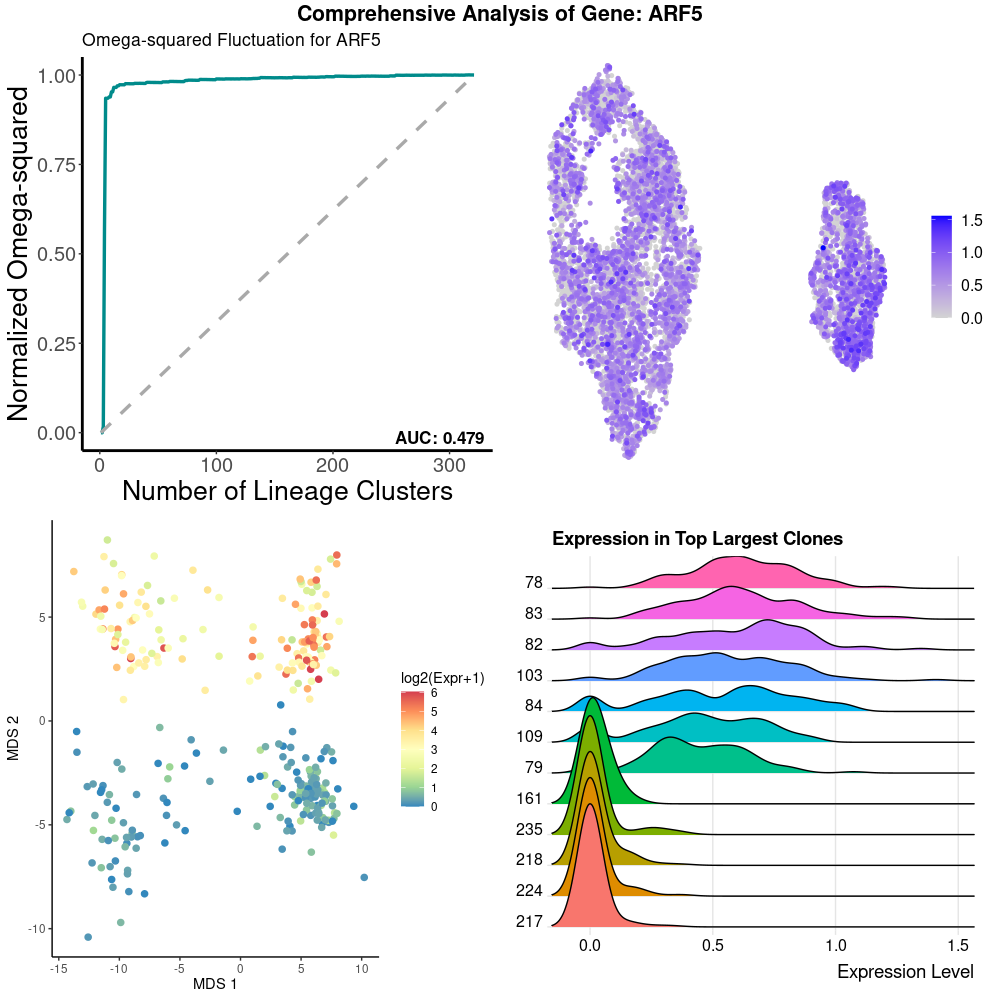 Comprehensive Analysis of Gene: ARF5
Omega-squared Fluctuation for ARF5
Normalized Omega-squared
1.00
0.75
0.50
0.25
0.00
AUC: 0.479
0 100 200 300
Number of Lineage Clusters
1.5
1.0
0.5
0.0
MDS 2
5
0
-5
-10
-15 -10 -5 0 5 10
MDS 1
log2(Expr+1)
6
5
4
3
2
1
0
Expression in Top Largest Clones
78
83
82
103
84
109
79
161
235
218
224
217
0.0 0.5 1.0 1.5
Expression Level